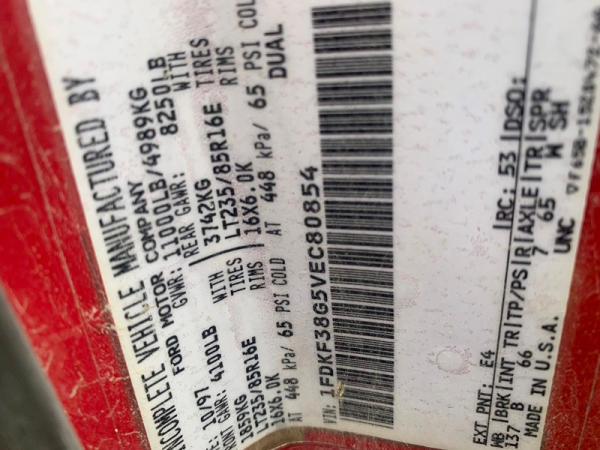 INCOMPLETE VEHICLE MANUFACTURED BY
FORD MOTOR COMPANY
10/97 GVWR: 11000LB/4989KG
FRONT GAWR: 4100LB REAR GAWR: 8250LB
1859KG WITH 3742KG WITH
LT235/85R16E TIRES LT235/85R16E TIRES
16X6.0K RIMS 16X6.0K RIMS
AT 448 kPa/ 65 PSI COLD AT 448 kPa/ 65 PSI COLD
DUAL
VIN: 1FDKF38G5VEC80854
EXT PNT: E4 RC: 53 DSO:
WB BRK INT TR TP/PS R AXLE TR SPR
137 B 66 7 65 W SH
MADE IN U.S.A. UNC